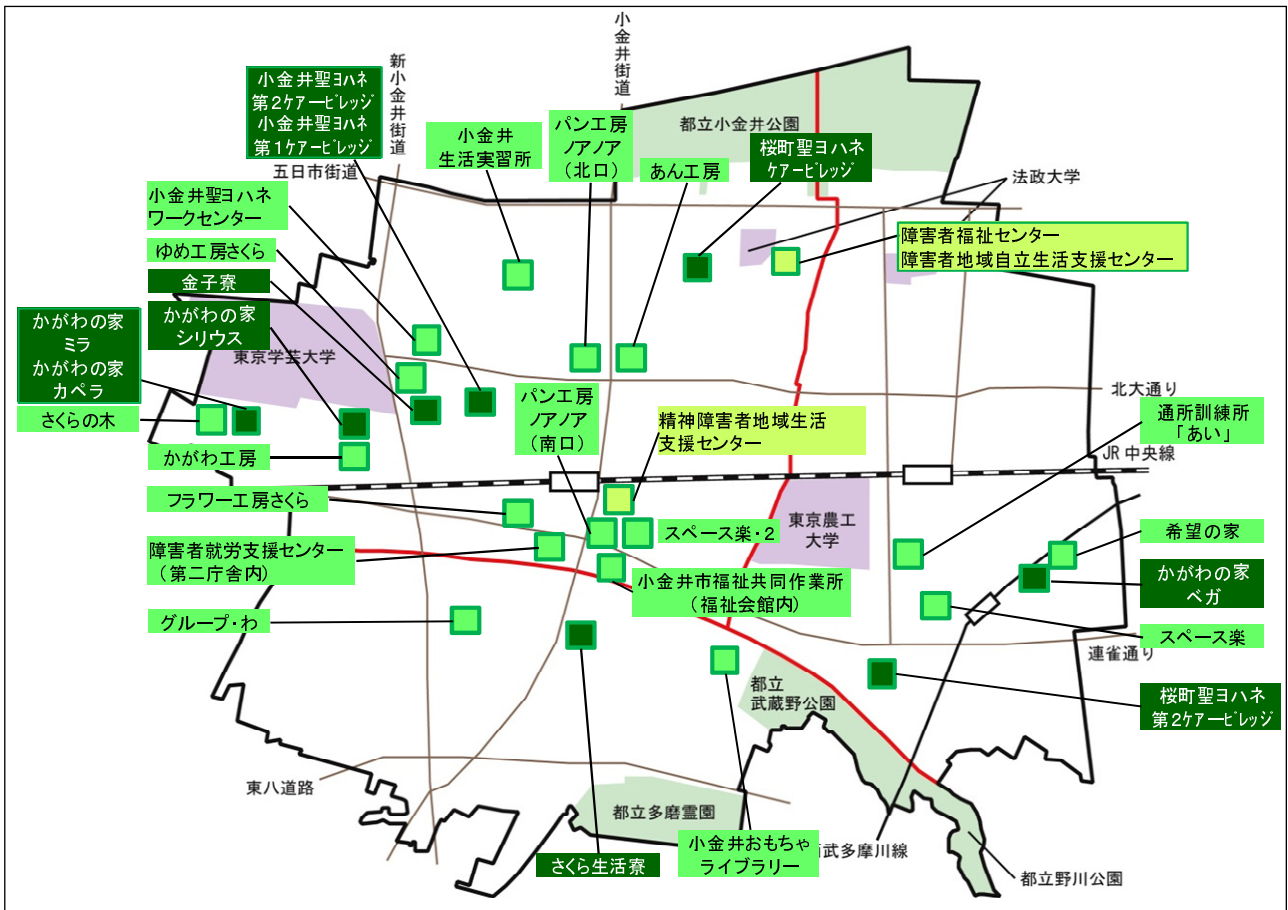 小金井街道
新小金井街道
小金井聖ヨハネ
第2ケアービレッジ
小金井聖ヨハネ
第1ケアービレッジ
五日市街道
小金井
生活実習所
パン工房
ノアノア
(北口)
あん工房
都立小金井公園
桜町聖ヨハネ
ケアービレッジ
法政大学
障害者福祉センター
障害者地域自立生活支援センター
小金井聖ヨハネ
ワークセンター
ゆめ工房さくら
金子寮
かがわの家
シリウス
かがわの家
ミラ
かがわの家
カペラ
さくらの木
東京学芸大学
かがわ工房
パン工房
ノアノア
(南口)
精神障害者地域生活
支援センター
北大通り
通所訓練所
「あい」
JR中央線
フラワー工房さくら
障害者就労支援センター
(第二庁舎内)
スペース楽・2
東京農工
大学
希望の家
かがわの家
ベガ
小金井市福祉共同作業所
(福祉会館内)
グループ・わ
スペース楽
連雀通り
都立
武蔵野公園
桜町聖ヨハネ
第2ケアービレッジ
東八道路
都立多磨霊園
さくら生活寮
小金井おもちゃ
ライブラリー
武多摩川線
都立野川公園